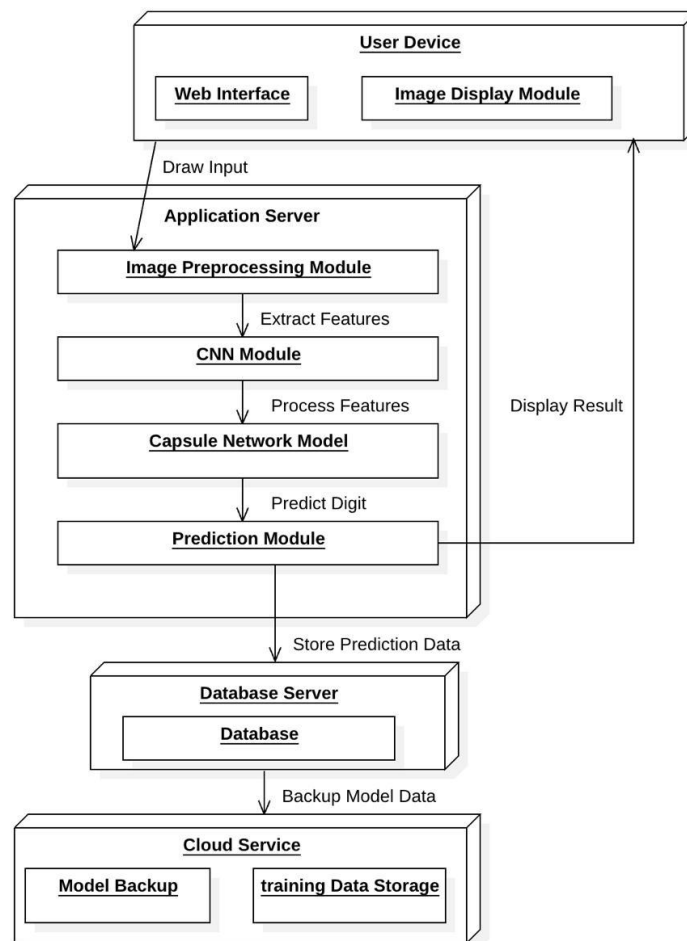 User Device
Web Interface
Image Display Module
Draw Input
Application Server
Image Preprocessing Module
Extract Features
CNN Module
Process Features
Display Result
Capsule Network Model
Predict Digit
Prediction Module
Store Prediction Data
Database Server
Database
Backup Model Data
Cloud Service
Model Backup
training Data Storage